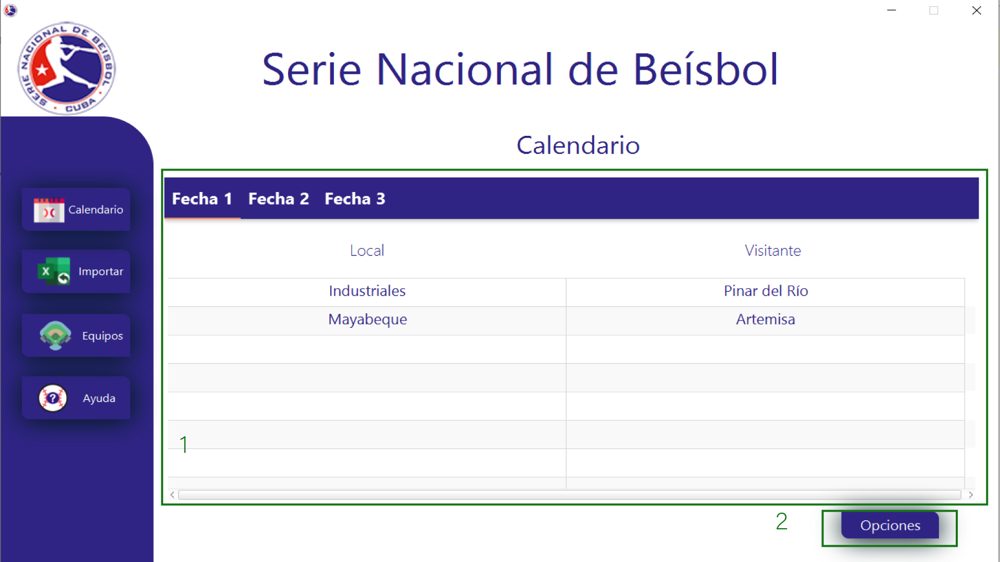 SERIE NACIONAL DE BEISBOL
CUBA
Serie Nacional de Beísbol
Calendario
Calendario
Importar
Equipos
Ayuda
Fecha 1 Fecha 2 Fecha 3
Local Visitante
Industriales Pinar del Río
Mayabeque Artemisa
1
2
Opciones